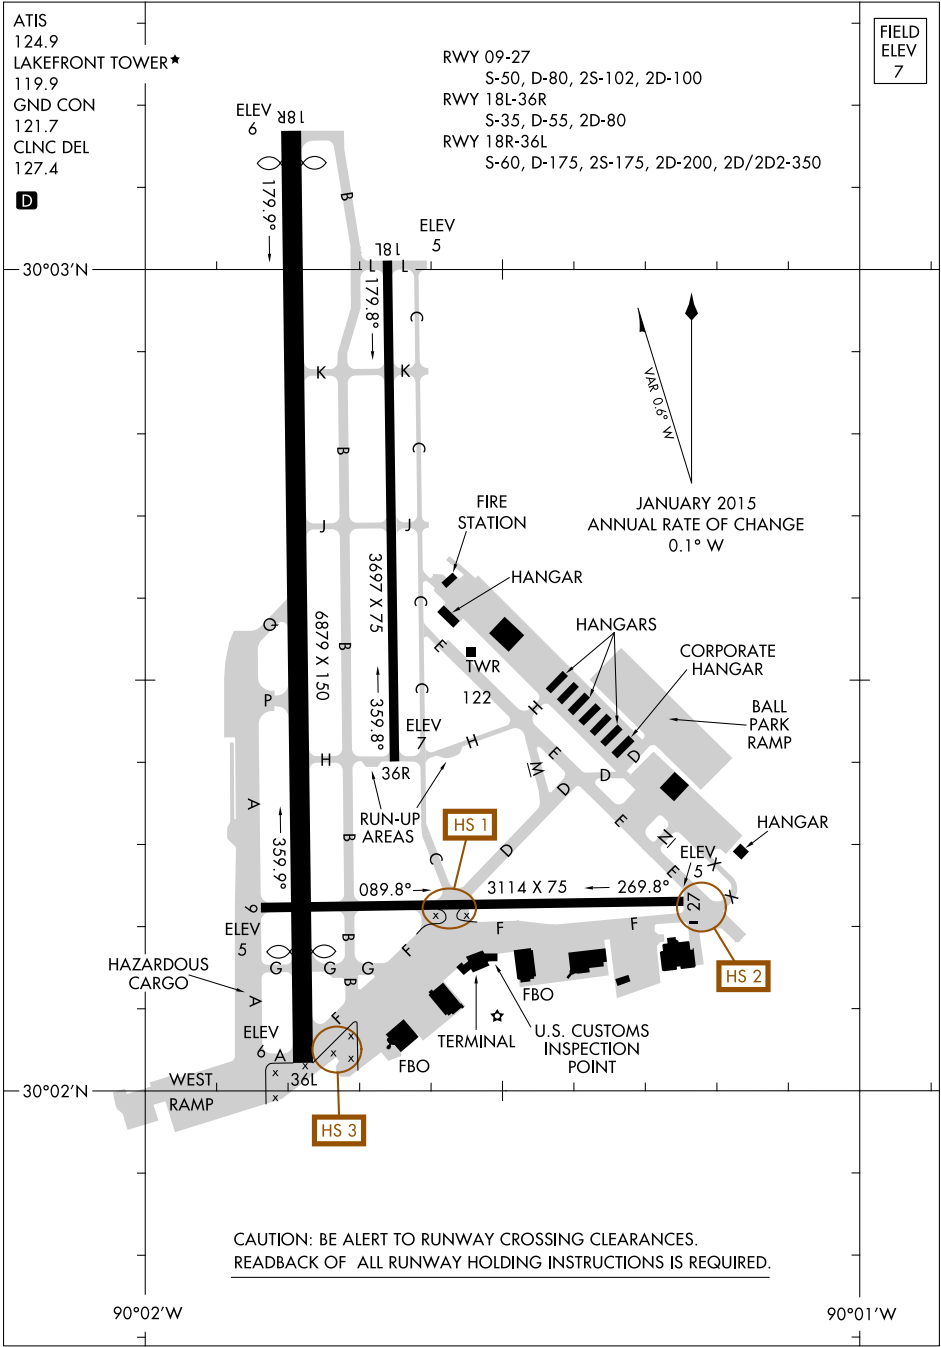 ATIS
124.9
LAKEFRONT TOWER★
119.9
GND CON
121.7
CLNC DEL
127.4
D
RWY 09-27
S-50, D-80, 2S-102, 2D-100
RWY 18L-36R
S-35, D-55, 2D-80
RWY 18R-36L
S-60, D-175, 2S-175, 2D-200, 2D/2D2-350
FIELD
ELEV
7
ELEV
6
18R
179.9°
B
ELEV
5
18L
30°03'N
L
L
179.8°
C
K
K
VAR 0.6° W
B
C
JANUARY 2015
ANNUAL RATE OF CHANGE
0.1° W
FIRE
STATION
J
J
3697 X 75
HANGAR
C
6879 X 150
Q
B
E
TWR
122
HANGARS
CORPORATE
HANGAR
BALL
PARK
RAMP
P
359.8°
C
ELEV
7
H
H
E
D
H
36R
M
D
D
RUN-UP
AREAS
A
359.9°
B
C
HS 1
D
E
N
HANGAR
X
E
ELEV
5
089.8°
3114 X 75
269.8°
27
X
9
ELEV
5
x
x
F
F
F
B
G
G
G
B
HAZARDOUS
CARGO
A
HS 2
FBO
TERMINAL
U.S. CUSTOMS
INSPECTION
POINT
F
ELEV
6
A
x
x
x
x
FBO
WEST
RAMP
x
x
36L
30°02'N
HS 3
CAUTION: BE ALERT TO RUNWAY CROSSING CLEARANCES.
READBACK OF ALL RUNWAY HOLDING INSTRUCTIONS IS REQUIRED.
90°02'W
90°01'W